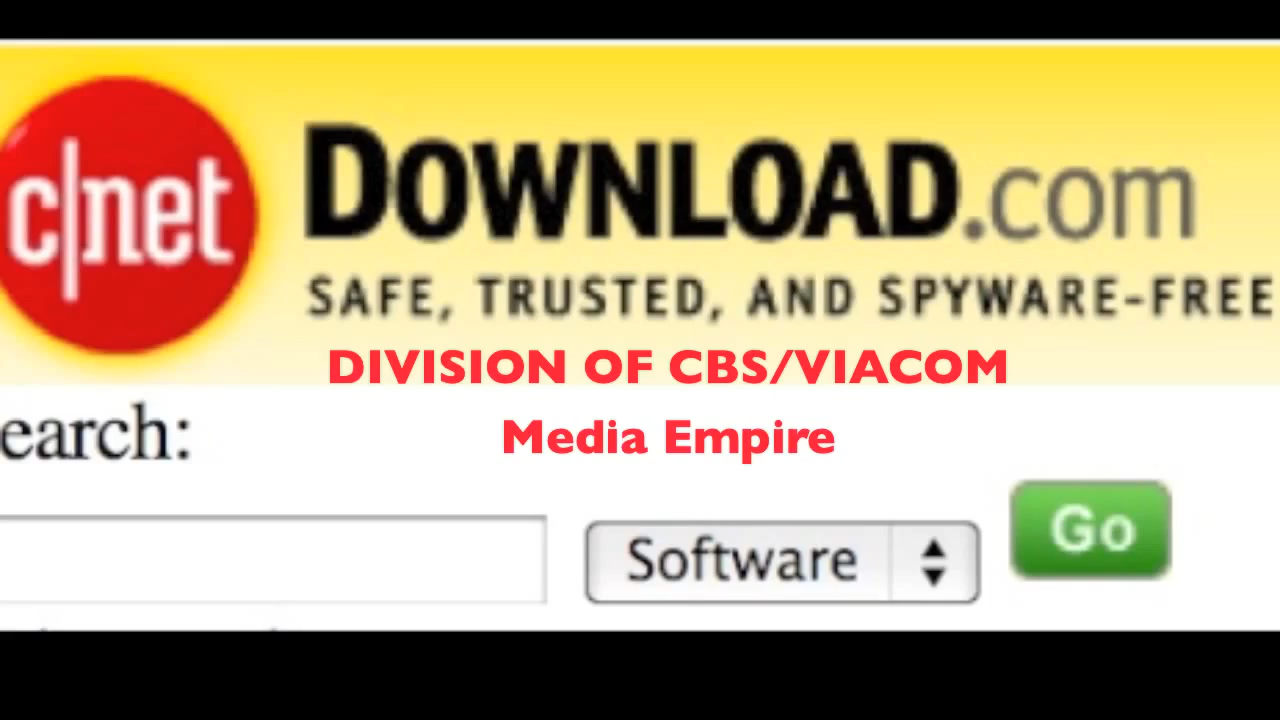 c|net
DOWNLOAD.com
SAFE, TRUSTED, AND SPYWARE-FREE
DIVISION OF CBS/VIACOM
Media Empire
earch:
Software
Go